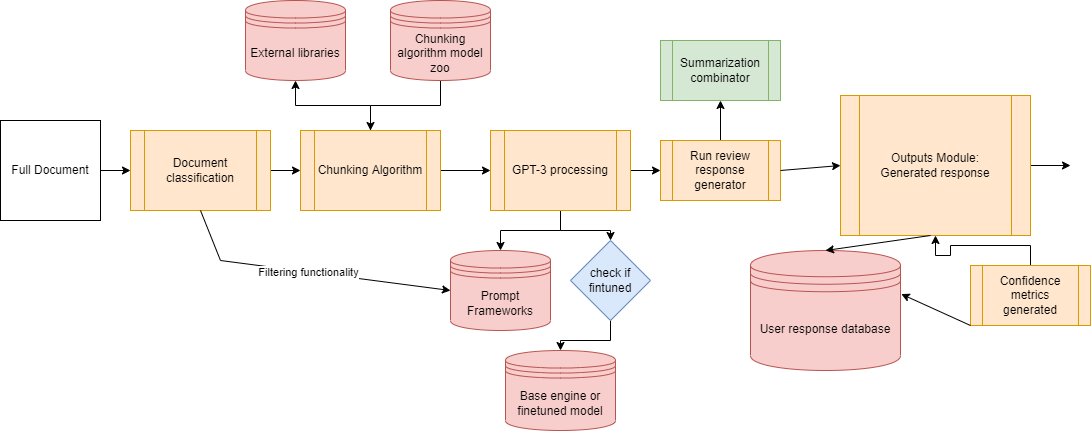 External libraries
Chunking
algorithm model
zoo
Summarization
combinator
Full Document
Document
classification
Chunking Algorithm
GPT-3 processing
Run review
response
generator
Outputs Module:
Generated response
Filtering functionality
Prompt
Frameworks
check if
fintuned
Confidence
metrics
generated
User response database
Base engine or
finetuned model